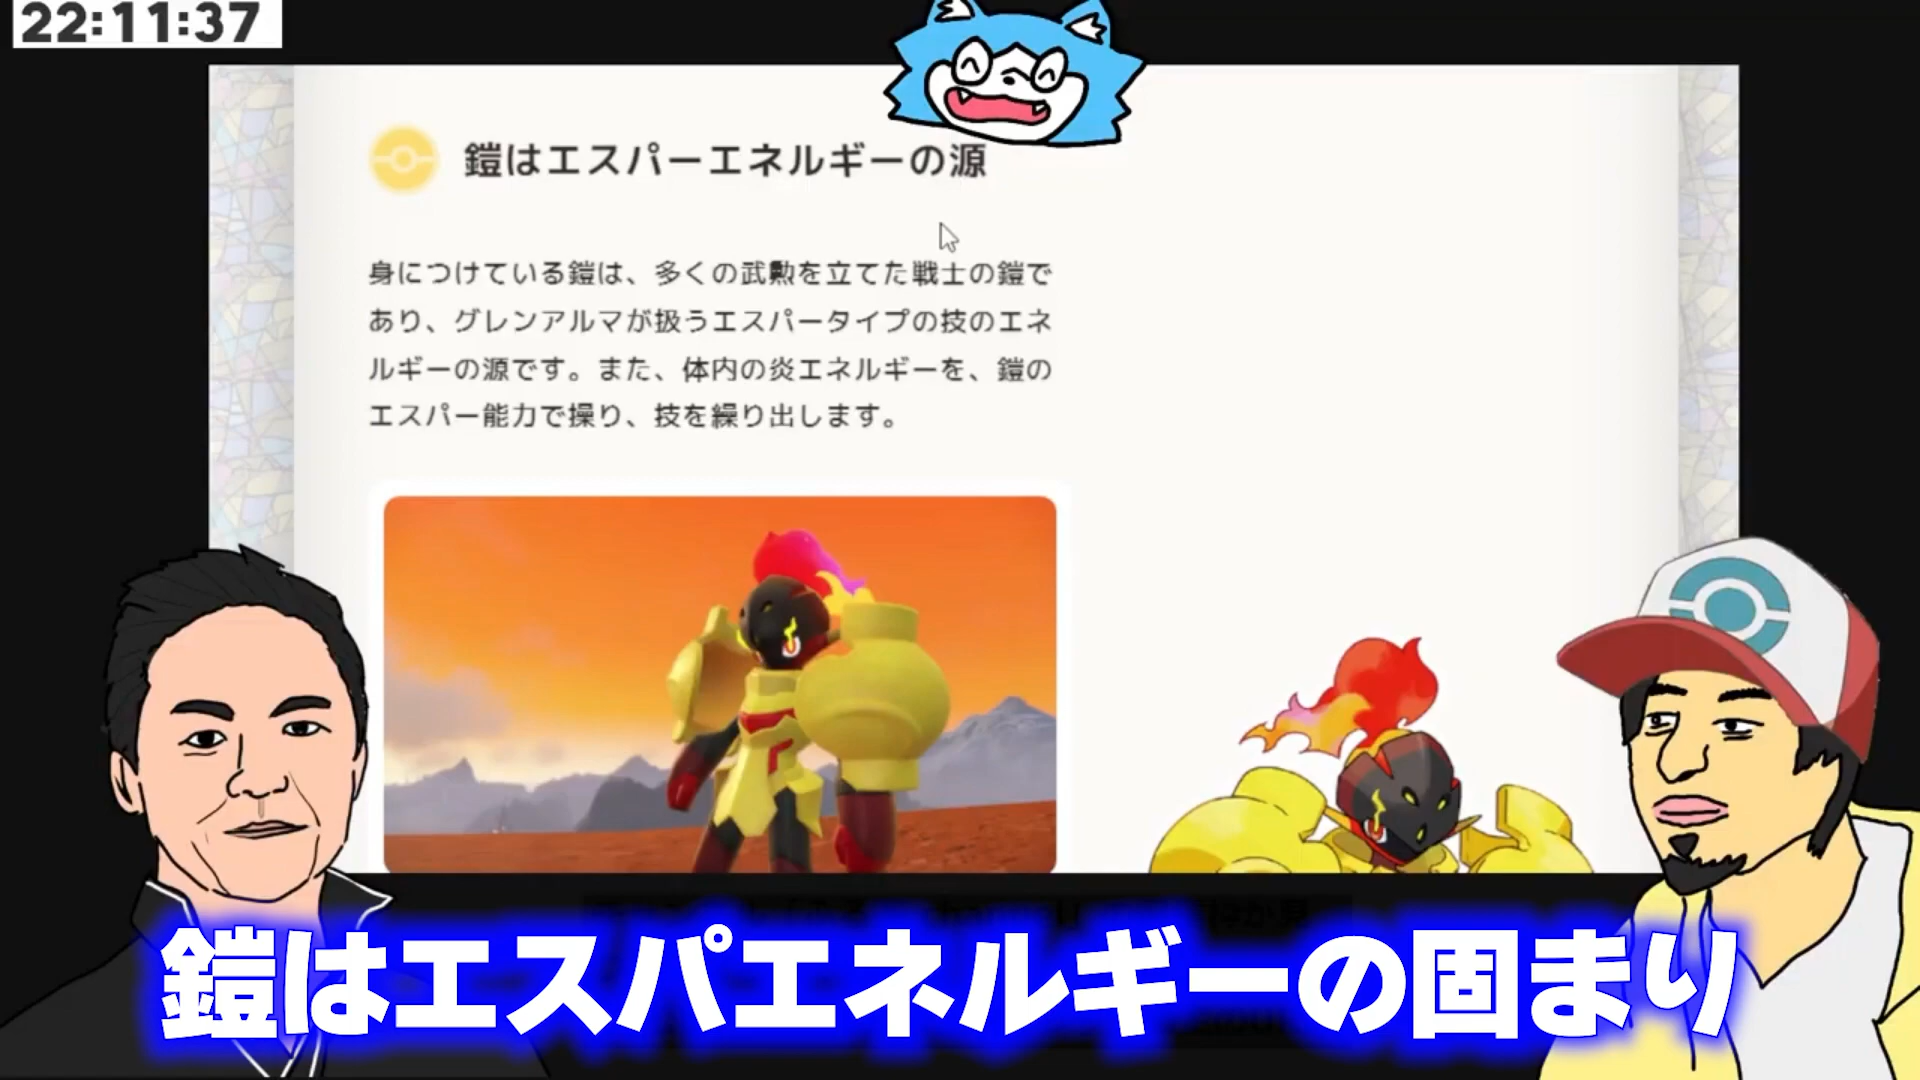 22:11:37
鎧はエスパーエネルギーの源
身につけている鎧は、多くの武勲を立てた戦士の鎧で
あり、グレンアルマが扱うエスパータイプの技のエネ
ルギーの源です。また、体内の炎エネルギーを、鎧の
エスパー能力で操り、技を繰り出します。
鎧はエスパエネルギーの固まり